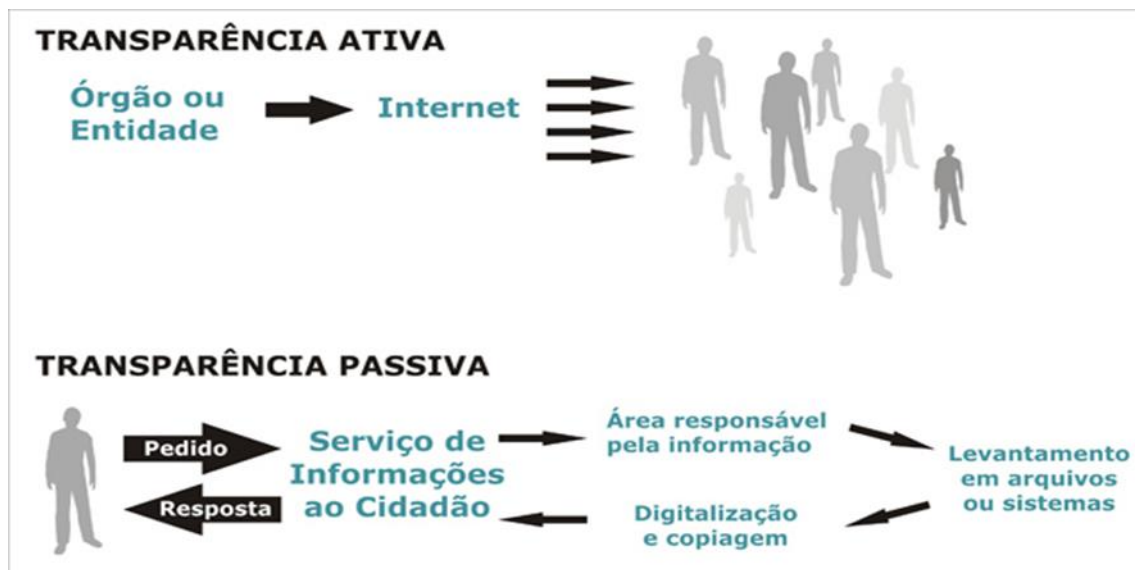 TRANSPARÊNCIA ATIVA
Órgão ou
Entidade
Internet
TRANSPARÊNCIA PASSIVA
Pedido
Resposta
Serviço de
Informações
ao Cidadão
Área responsável
pela informação
Levantamento
em arquivos
ou sistemas
Digitalização
e copiagem